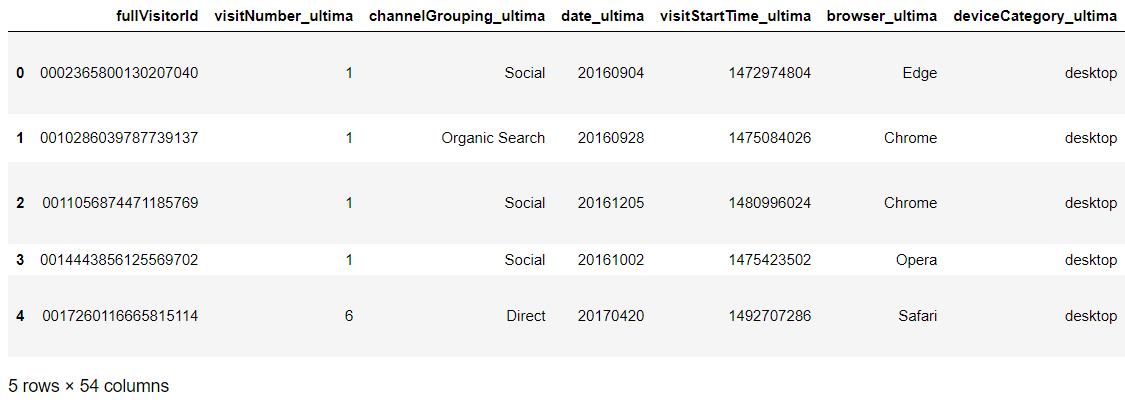 fullVisitorId visitNumber_ultima channelGrouping_ultima date_ultima visitStartTime_ultima browser_ultima deviceCategory_ultima
0 0002365800130207040 1 Social 20160904 1472974804 Edge desktop
1 0010286039787739137 1 Organic Search 20160928 1475084026 Chrome desktop
2 0011056874471185769 1 Social 20161205 1480996024 Chrome desktop
3 0014443856125569702 1 Social 20161002 1475423502 Opera desktop
4 0017260116665815114 6 Direct 20170420 1492707286 Safari desktop
5 rows × 54 columns